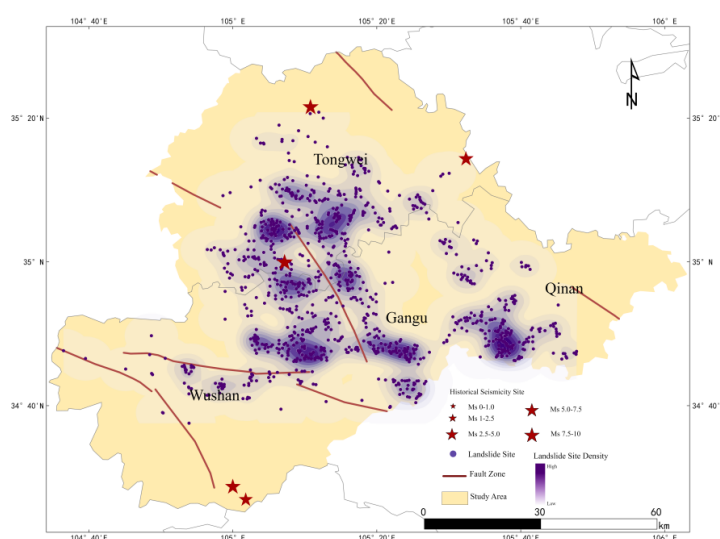 104° 40′ E 105° E 105° 20′ E 105° 40′ E 106° E
N
35° 20′N 35° 20′N
Tongwei
35° N 35° N
Qinan
Gangu
34° 40′N 34° 40′N
Wushan
Historical Seismicity Site
Ms 0-1.0 Ms 5.0-7.5
Ms 1-2.5
Ms 2.5-5.0 Ms 7.5-10
Landslide Site Landslide Site Density
High
Fault Zone
Study Area
Low
0 30 60
km
104° 40′ E 105° E 105° 20′ E 105° 40′ E 106° E